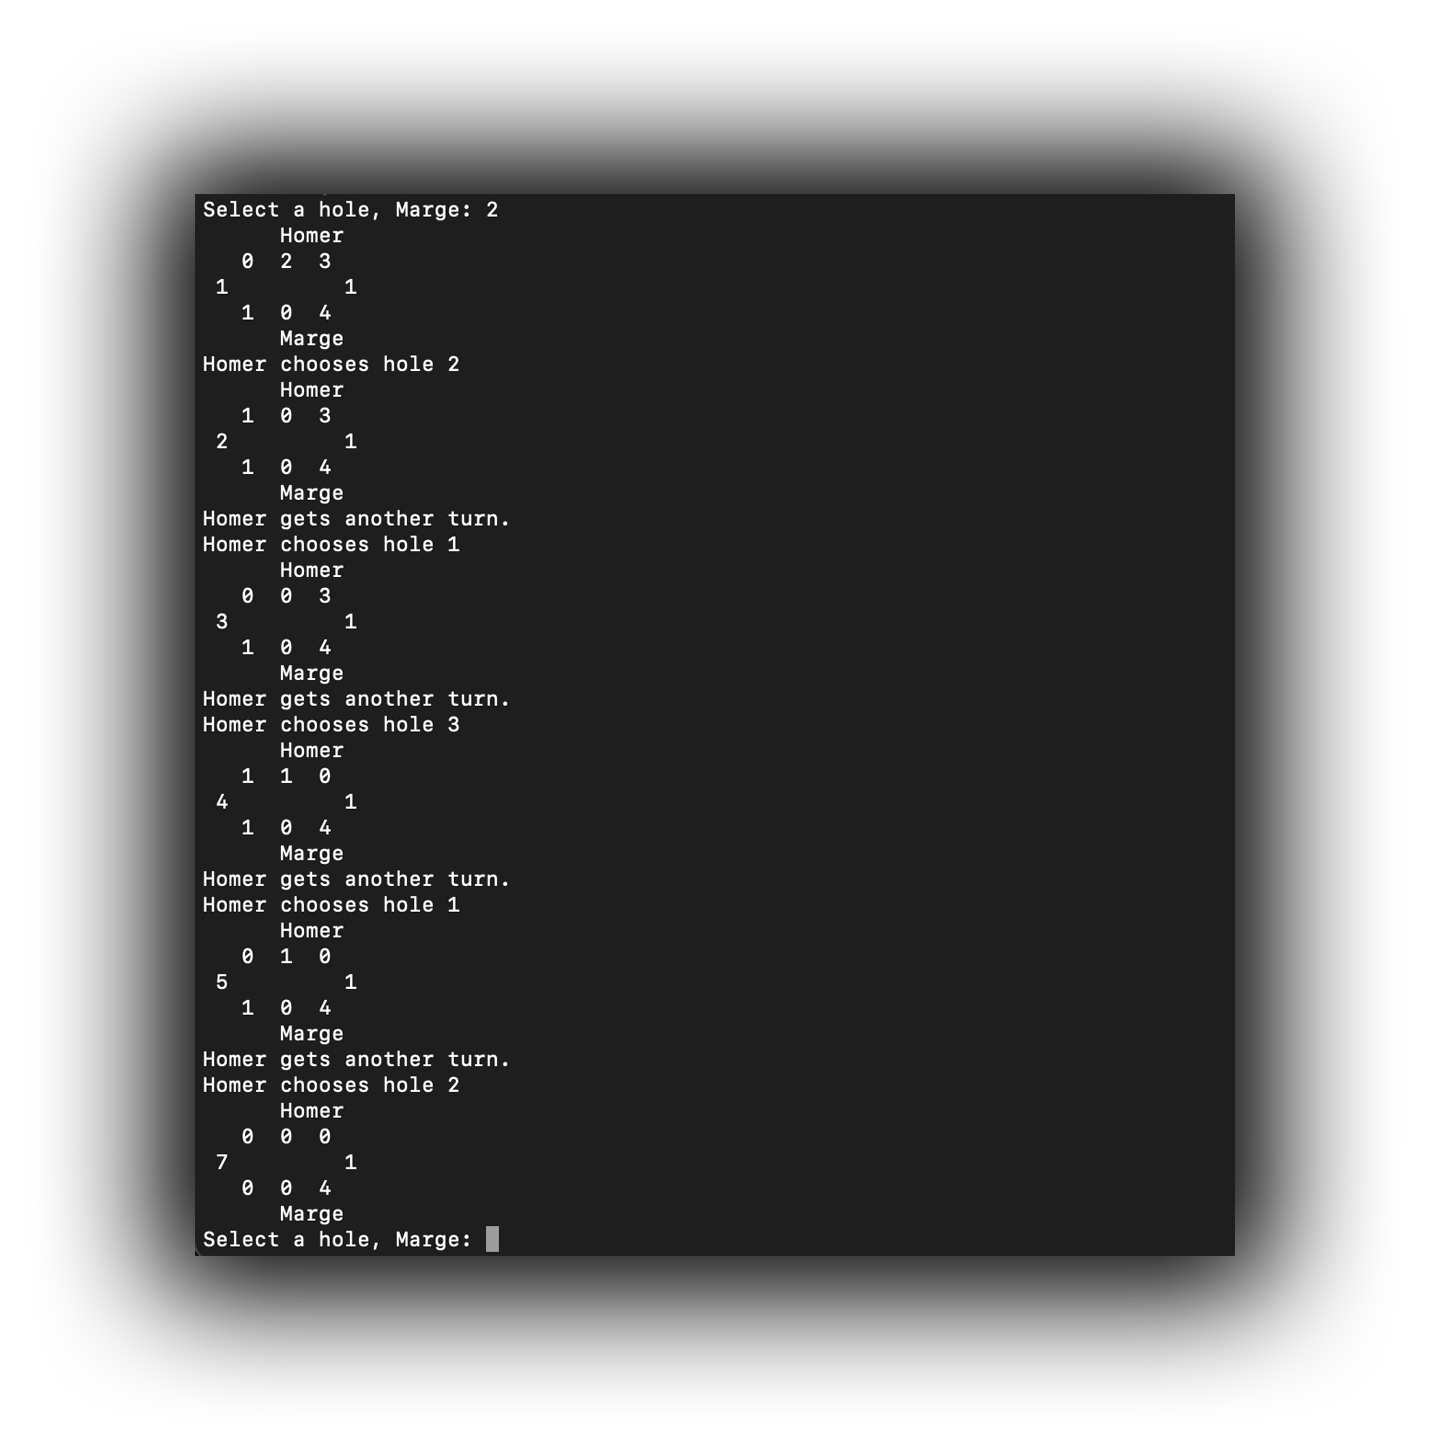 Select a hole, Marge: 2
      Homer
   0  2  3
 1         1
   1  0  4
      Marge
Homer chooses hole 2
      Homer
   1  0  3
 2         1
   1  0  4
      Marge
Homer gets another turn.
Homer chooses hole 1
      Homer
   0  0  3
 3         1
   1  0  4
      Marge
Homer gets another turn.
Homer chooses hole 3
      Homer
   1  1  0
 4         1
   1  0  4
      Marge
Homer gets another turn.
Homer chooses hole 1
      Homer
   0  1  0
 5         1
   1  0  4
      Marge
Homer gets another turn.
Homer chooses hole 2
      Homer
   0  0  0
 7         1
   0  0  4
      Marge
Select a hole, Marge: